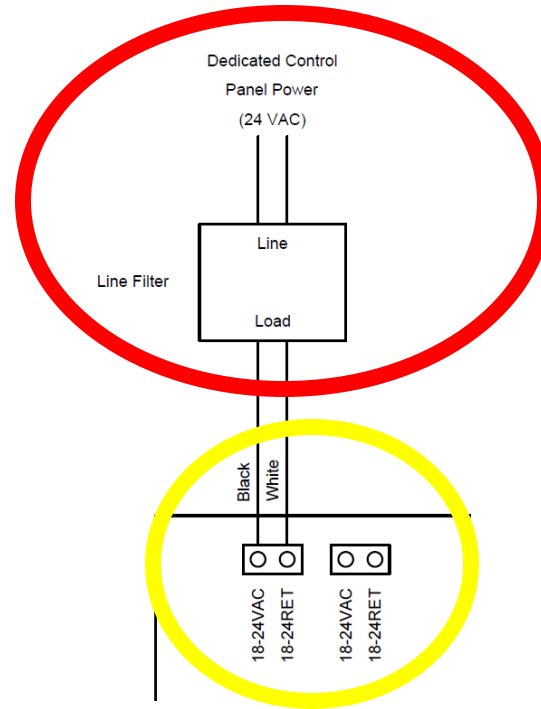 Dedicated Control
Panel Power
(24 VAC)
Line
Line Filter
Load
Black
White
18-24VAC
18-24RET
18-24VAC
18-24RET